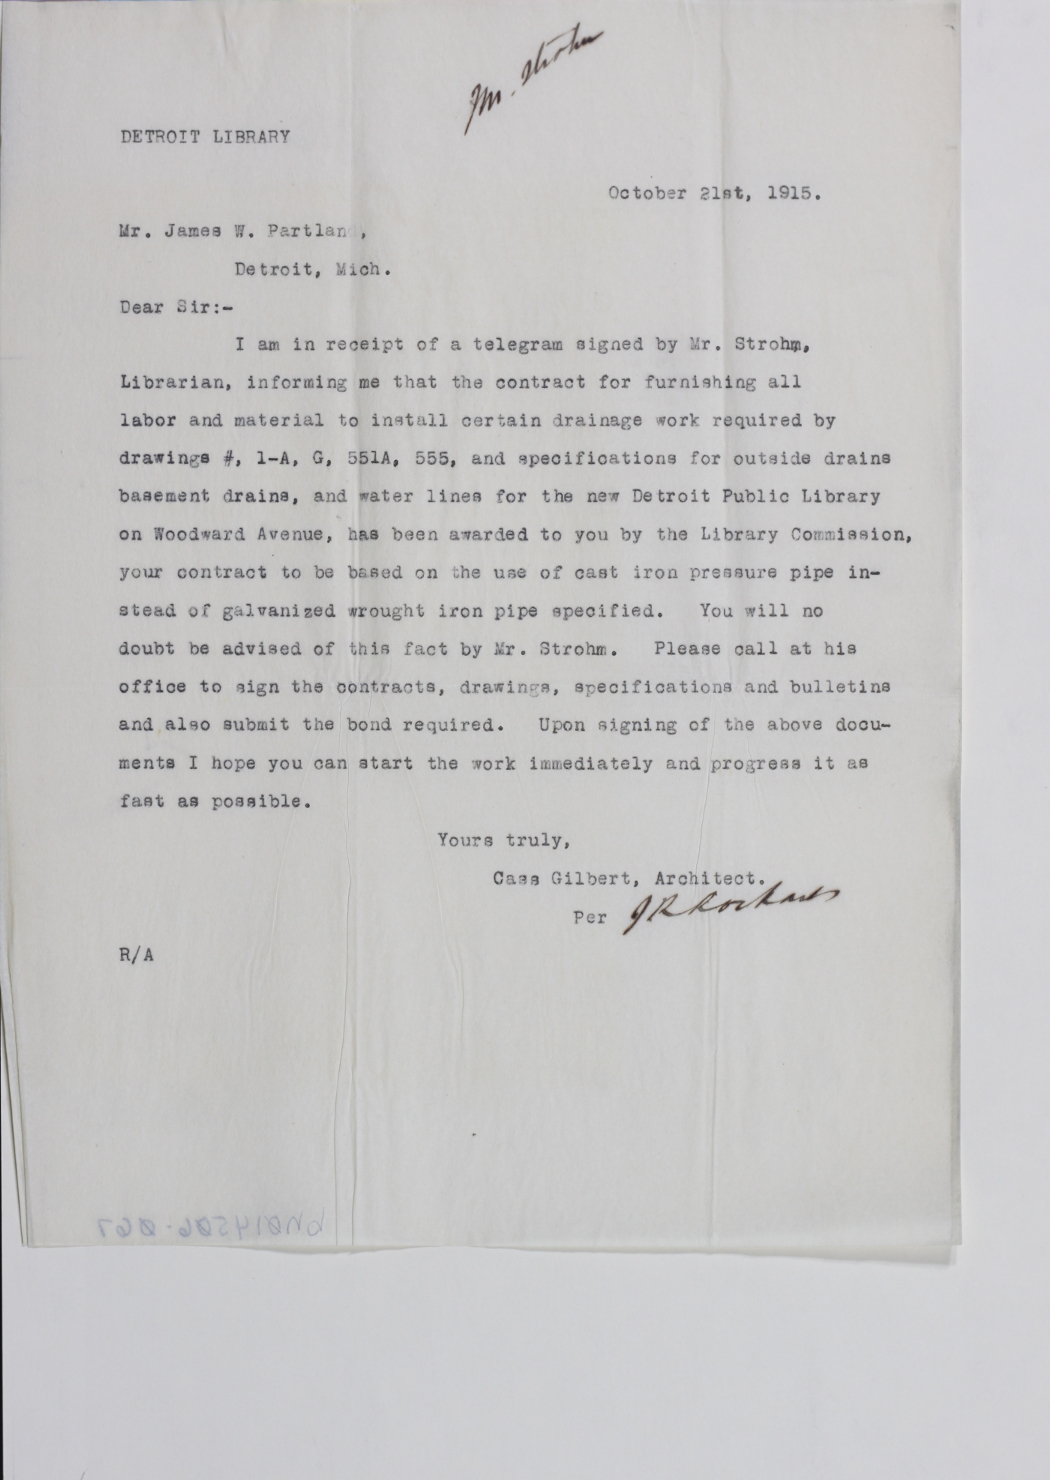 Mr. Strohm
DETROIT LIBRARY
October 21st, 1915.
Mr. James W. Partlan ,
Detroit, Mich.
Dear Sir:-
I am in receipt of a telegram signed by Mr. Strohm,
Librarian, informing me that the contract for furnishing all
labor and material to install certain drainage work required by
drawings #, 1-A, G, 551A, 555, and specifications for outside drains
basement drains, and water lines for the new Detroit Public Library
on Woodward Avenue, has been awarded to you by the Library Commission,
your contract to be based on the use of cast iron pressure pipe in-
stead of galvanized wrought iron pipe specified. You will no
doubt be advised of this fact by Mr. Strohm. Please call at his
office to sign the contracts, drawings, specifications and bulletins
and also submit the bond required. Upon signing of the above docu-
ments I hope you can start the work immediately and progress it as
fast as possible.
Yours truly,
Cass Gilbert, Architect.
Per
R/A